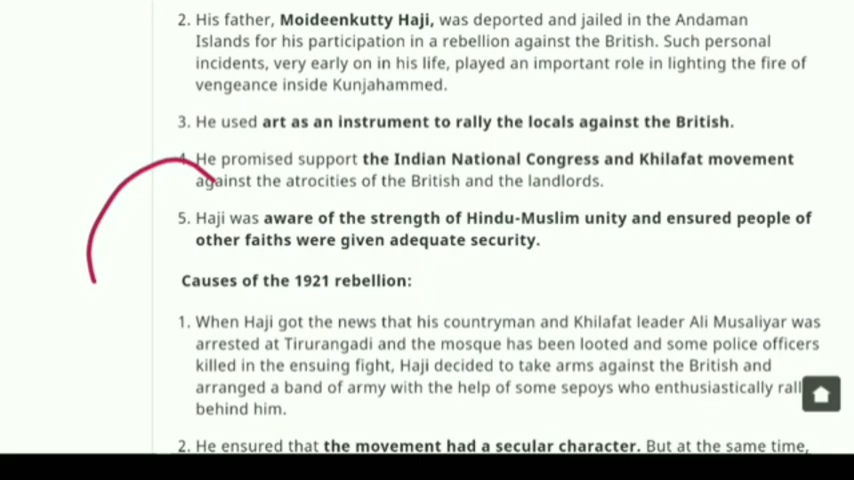 2. His father, Moideenkutty Haji, was deported and jailed in the Andaman
Islands for his participation in a rebellion against the British. Such personal
incidents, very early on in his life, played an important role in lighting the fire of
vengeance inside Kunjahammed.
3. He used art as an instrument to rally the locals against the British.
4. He promised support the Indian National Congress and Khilafat movement
against the atrocities of the British and the landlords.
5. Haji was aware of the strength of Hindu-Muslim unity and ensured people of
other faiths were given adequate security.
Causes of the 1921 rebellion:
1. When Haji got the news that his countryman and Khilafat leader Ali Musaliyar was
arrested at Tirurangadi and the mosque has been looted and some police officers
killed in the ensuing fight, Haji decided to take arms against the British and
arranged a band of army with the help of some sepoys who enthusiastically rall
behind him.
2. He ensured that the movement had a secular character. But at the same time,